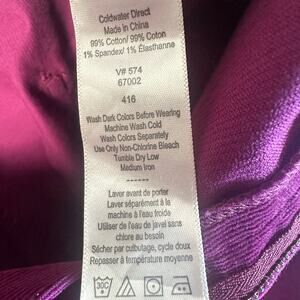 Coldwater Direct
Made in China
99% Cotton/ 99% Coton
1% Spandex/ 1% Élasthanne
V# 574
67002
416
Wash Dark Colors Before Wearing
Machine Wash Cold
Wash Colors Separately
Use Only Non-Chlorine Bleach
Tumble Dry Low
Medium Iron
------
Laver avant de porter
Laver séparément à la
machine à l'eau froide
Utiliser de l'eau de javel sans
chlore au besoin
Sécher par culbutage, cycle doux
Repasser à température moyenne
30C